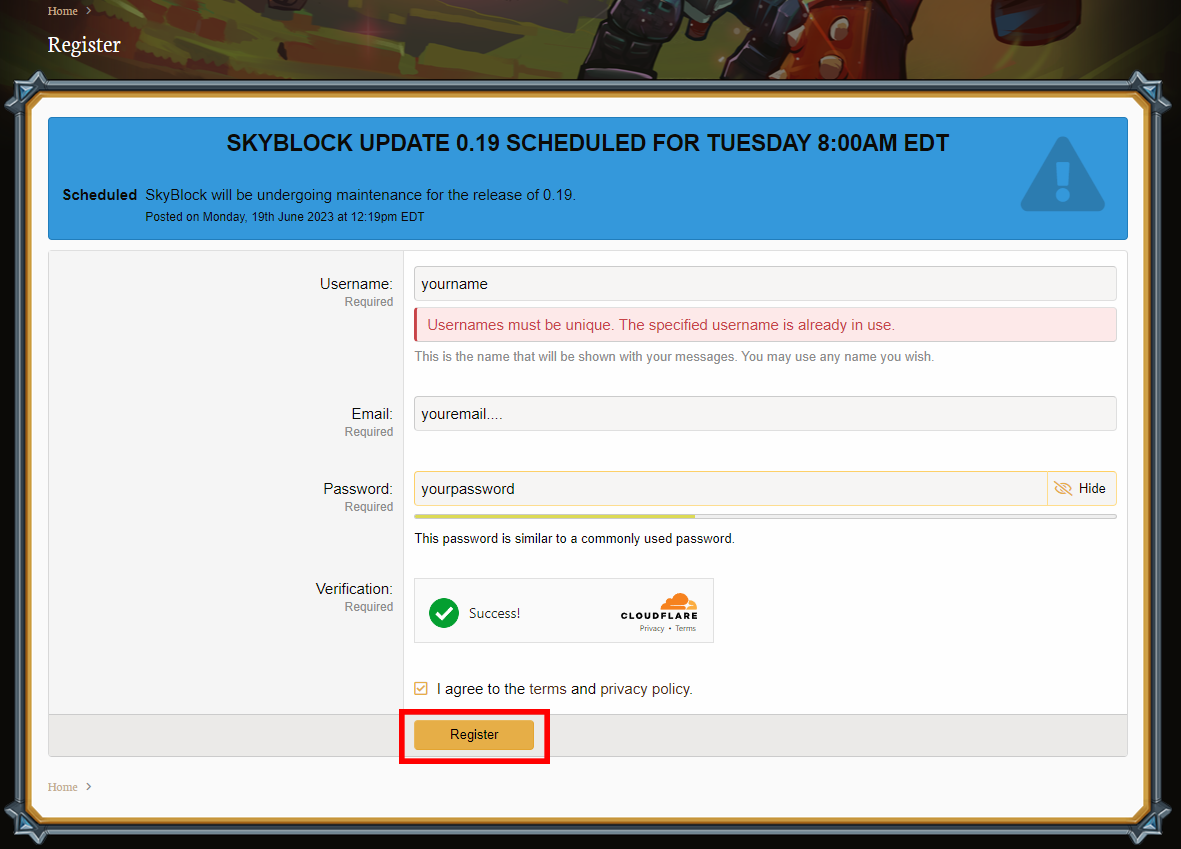 Home
Register
SKYBLOCK UPDATE 0.19 SCHEDULED FOR TUESDAY 8:00AM EDT
Scheduled SkyBlock will be undergoing maintenance for the release of 0.19.
Posted on Monday, 19th June 2023 at 12:19pm EDT
Username: yourname
Required
Usernames must be unique. The specified username is already in use.
This is the name that will be shown with your messages. You may use any name you wish.
Email: youremail....
Required
Password: yourpassword Hide
Required
This password is similar to a commonly used password.
Verification:
Required
Success!
CLOUDFLARE
Privacy • Terms
I agree to the terms and privacy policy.
Register
Home